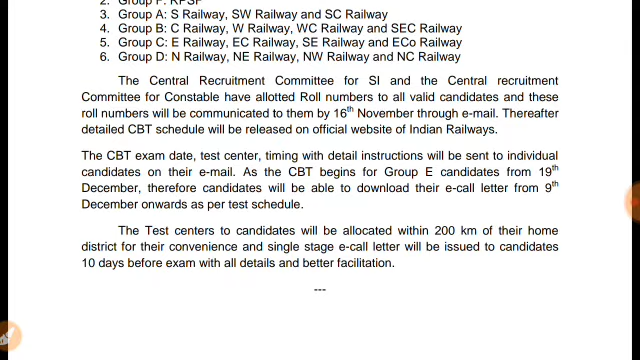 2. Group F: RPSF
3. Group A: S Railway, SW Railway and SC Railway
4. Group B: C Railway, W Railway, WC Railway and SEC Railway
5. Group C: E Railway, EC Railway, SE Railway and ECo Railway
6. Group D: N Railway, NE Railway, NW Railway and NC Railway
The Central Recruitment Committee for SI and the Central recruitment
Committee for Constable have allotted Roll numbers to all valid candidates and these
roll numbers will be communicated to them by 16th November through e-mail. Thereafter
detailed CBT schedule will be released on official website of Indian Railways.
The CBT exam date, test center, timing with detail instructions will be sent to individual
candidates on their e-mail. As the CBT begins for Group E candidates from 19th
December, therefore candidates will be able to download their e-call letter from 9th
December onwards as per test schedule.
The Test centers to candidates will be allocated within 200 km of their home
district for their convenience and single stage e-call letter will be issued to candidates
10 days before exam with all details and better facilitation.
---